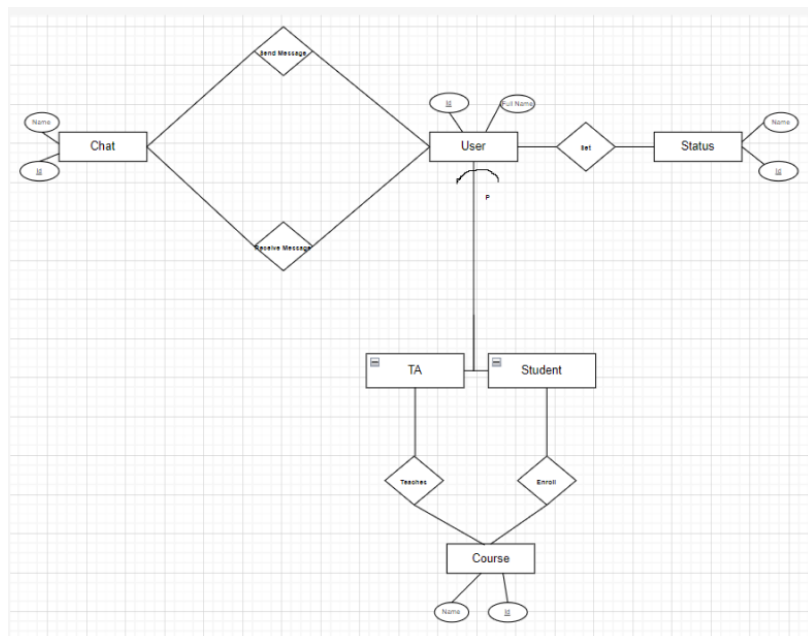 Send Message
Id
Full Name
Name
Name
Chat
User
Set
Status
Id
Id
P
TA
Student
Teaches
Enroll
Course
Name
Id
Receive Message